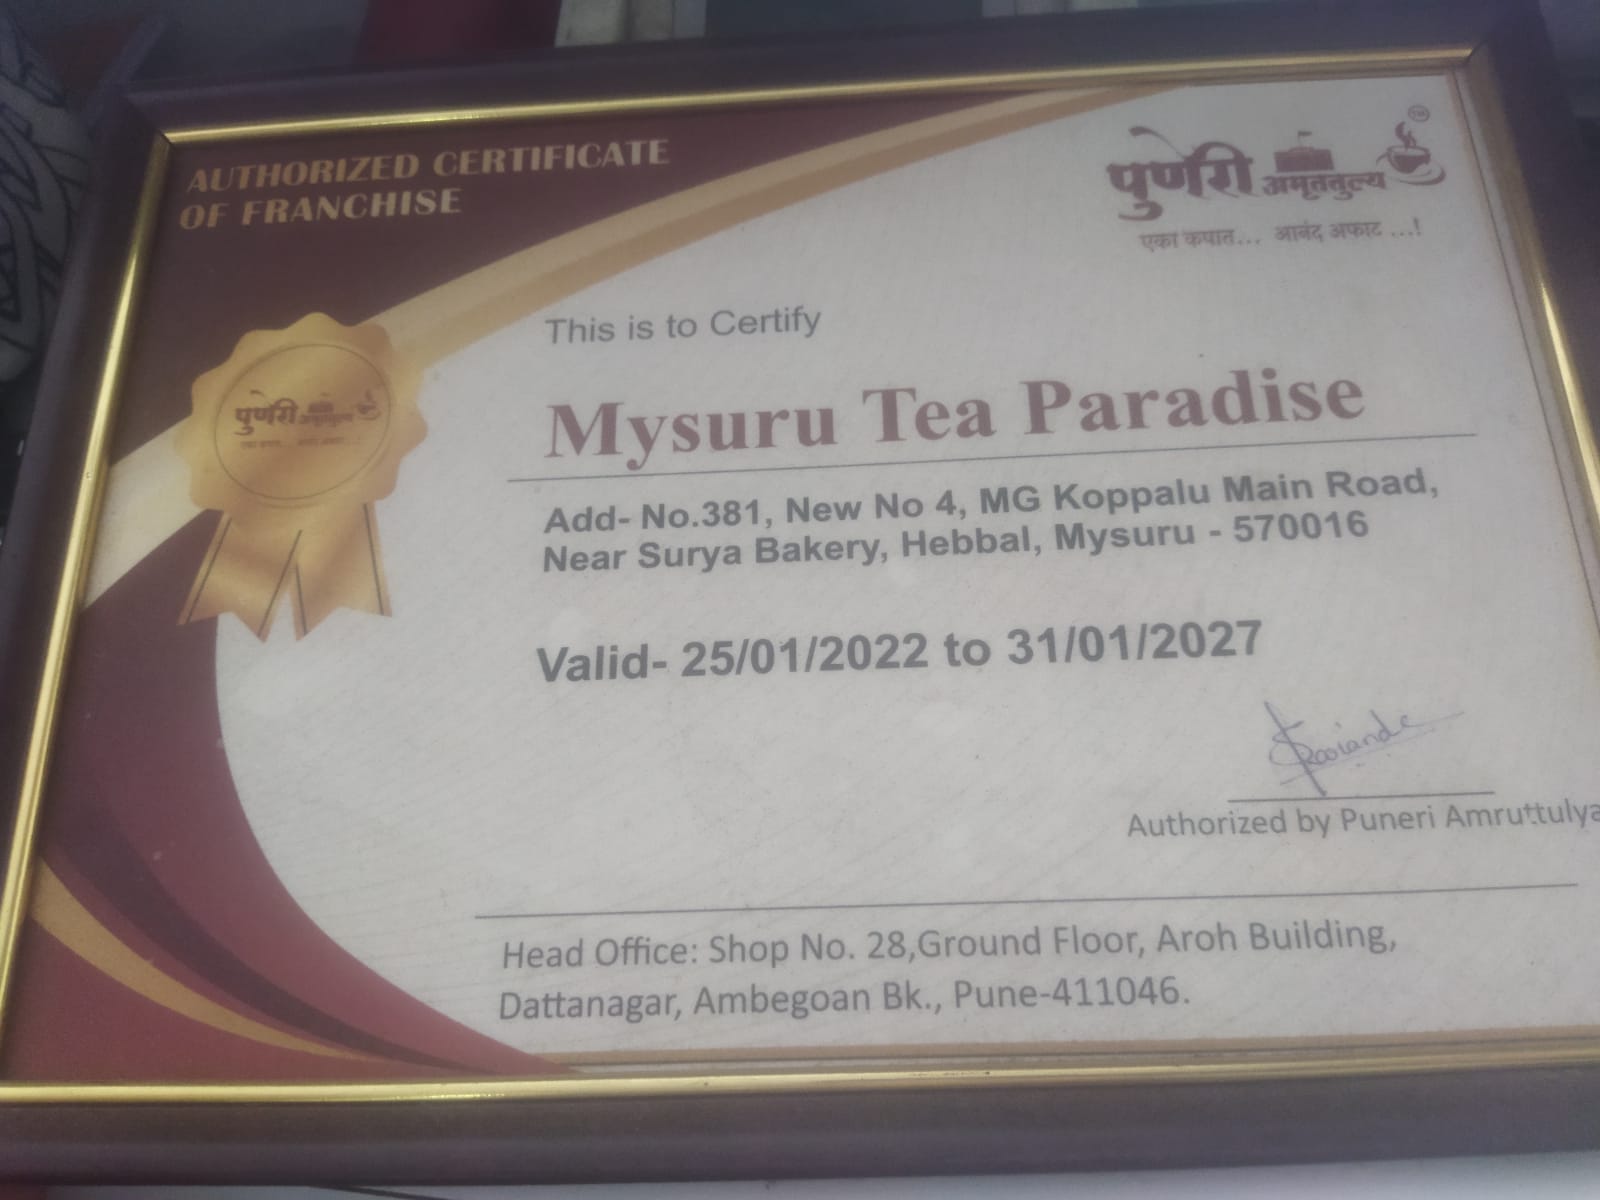 AUTHORIZED CERTIFICATE
OF FRANCHISE
पुणेरी अमृततुल्य TM
एका कपात... आनंद अफाट ...!
This is to Certify
पुणेरी अमृततुल्य
Mysuru Tea Paradise
Add- No.381, New No 4, MG Koppalu Main Road,
Near Surya Bakery, Hebbal, Mysuru - 570016
Valid- 25/01/2022 to 31/01/2027
Authorized by Puneri Amruttulya
Head Office: Shop No. 28,Ground Floor, Aroh Building,
Dattanagar, Ambegoan Bk., Pune-411046.